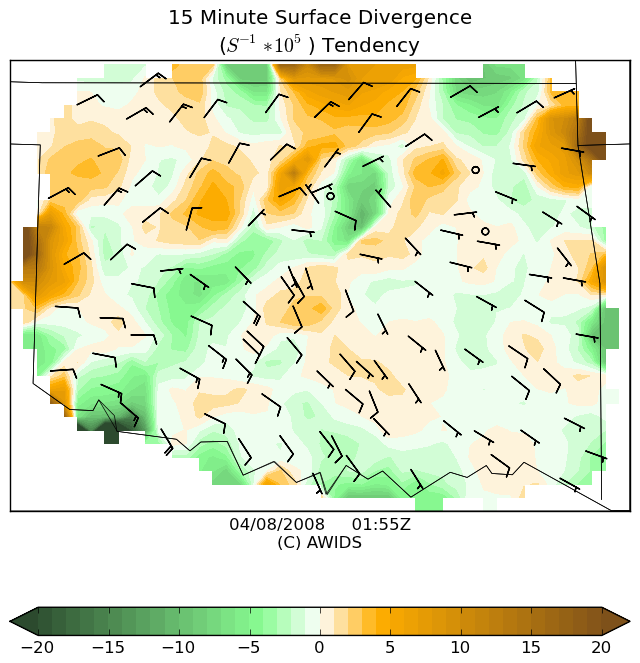 15 Minute Surface Divergence
(S⁻¹ *10⁵ ) Tendency
04/08/2008 01:55Z
(C) AWIDS
−20 −15 −10 −5 0 5 10 15 20